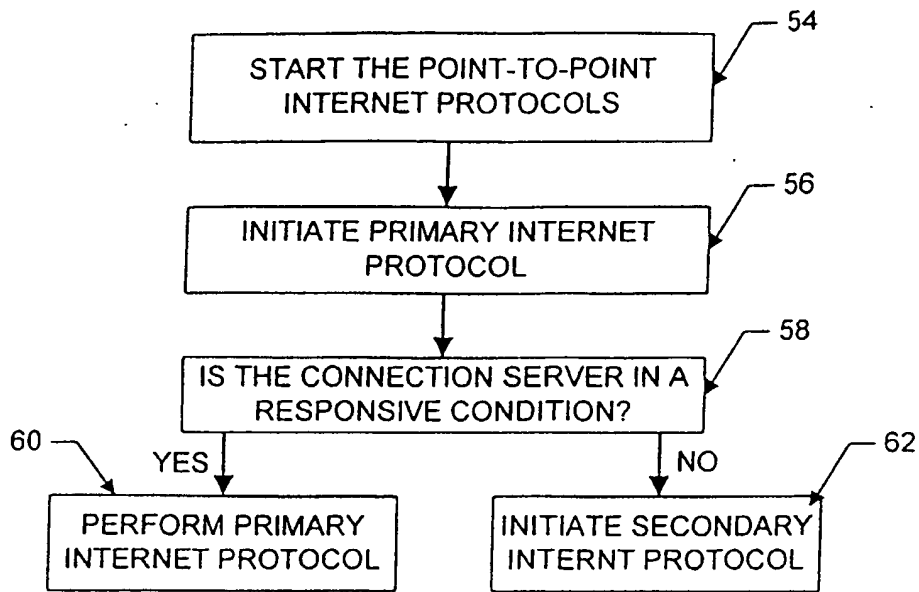 54
START THE POINT-TO-POINT
INTERNET PROTOCOLS
56
INITIATE PRIMARY INTERNET
PROTOCOL
58
IS THE CONNECTION SERVER IN A
RESPONSIVE CONDITION?
60
YES
NO
62
PERFORM PRIMARY
INTERNET PROTOCOL
INITIATE SECONDARY
INTERNT PROTOCOL